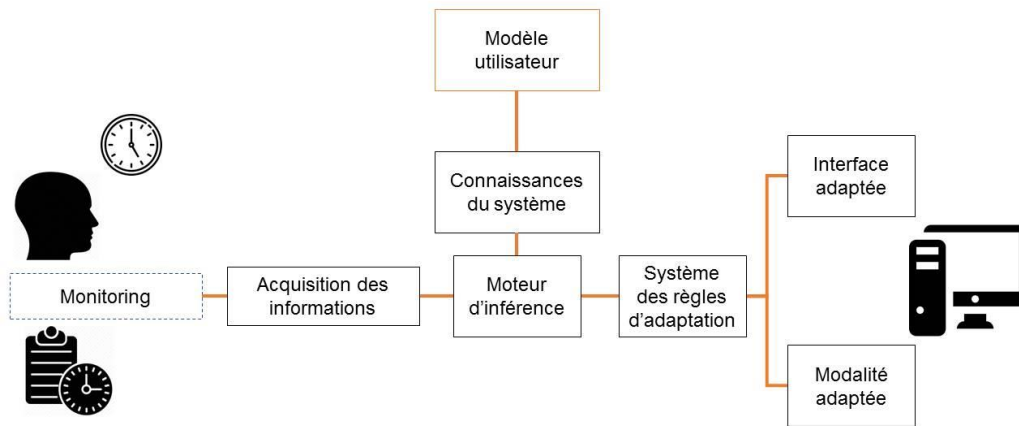 Modèle
utilisateur
Connaissances
du système
Interface
adaptée
Monitoring
Acquisition des
informations
Moteur
d'inférence
Système
des règles
d'adaptation
Modalité
adaptée